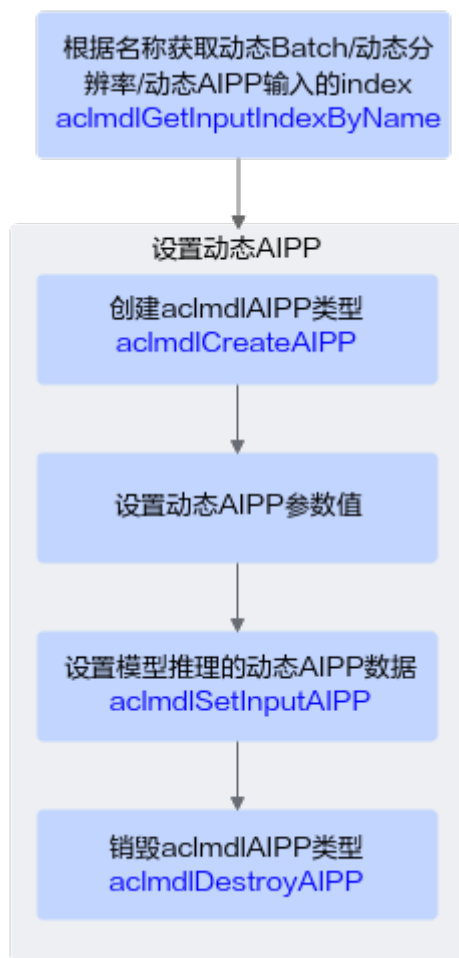 根据名称获取动态Batch/动态分
辨率/动态AIPP输入的index
aclmdlGetInputIndexByName
设置动态AIPP
创建aclmdlAIPP类型
aclmdlCreateAIPP
设置动态AIPP参数值
设置模型推理的动态AIPP数据
aclmdlSetInputAIPP
销毁aclmdlAIPP类型
aclmdlDestroyAIPP